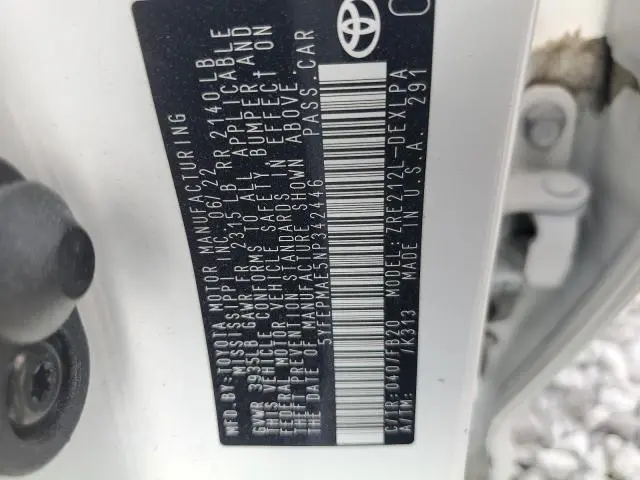 MFD. BY: TOYOTA MOTOR MANUFACTURING
MISSISSIPPI INC. 06/22
GVWR 3935LB GAWR FR 2315 LB RR 2140 LB
THIS VEHICLE CONFORMS TO ALL APPLICABLE
FEDERAL MOTOR VEHICLE SAFETY BUMPER AND
THEFT PREVENTION STANDARDS IN EFFECT ON
THE DATE OF MANUFACTURE SHOWN ABOVE.
5YFEPMAE5NP342446 PASS.CAR
C/TR: 040/FB20 MODEL: ZRE212L-DEXLPA
A/TM: /K313 MADE IN U.S.A. 291